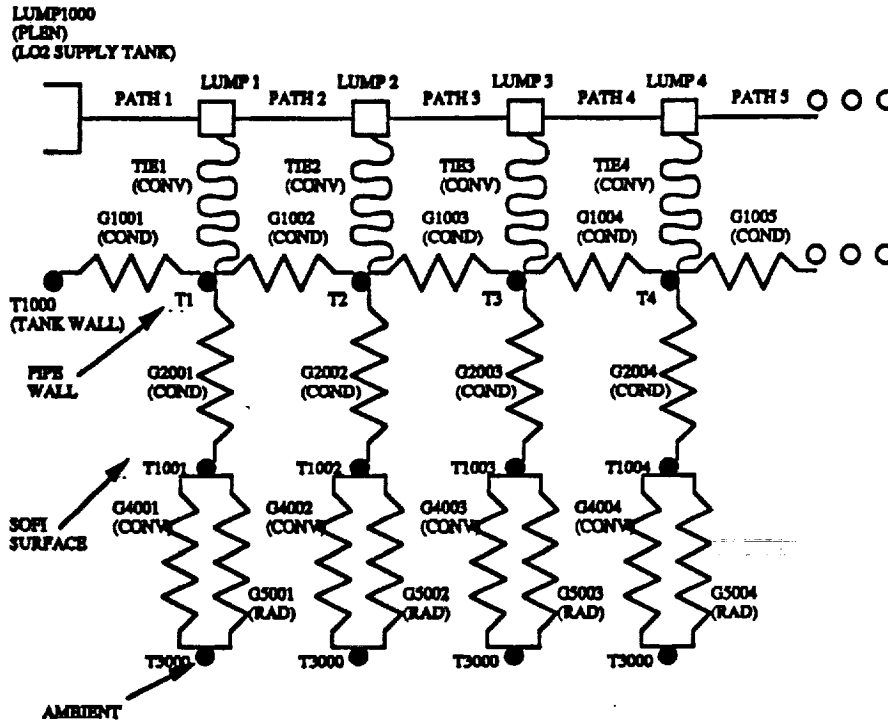 LUMP1000
(PLEN)
(LO2 SUPPLY TANK)
LUMP 1 LUMP 2 LUMP 3 LUMP 4
PATH 1 PATH 2 PATH 3 PATH 4 PATH 5
TIE1 TIE2 TIE3 TIE4
(CONV) (CONV) (CONV) (CONV)
G1001 G1002 G1003 G1004 G1005
(COND) (COND) (COND) (COND) (COND)
T1000 T1 T2 T3 T4
(TANK WALL)
PIPE
WALL
G2001 G2002 G2003 G2004
(COND) (COND) (COND) (COND)
T1001 T1002 T1003 T1004
G4001 G4002 G4003 G4004
(CONV) (CONV) (CONV) (CONV)
SOFI
SURFACE
G5001 G5002 G5003 G5004
(RAD) (RAD) (RAD) (RAD)
T3000 T3000 T3000 T3000
AMBIENT